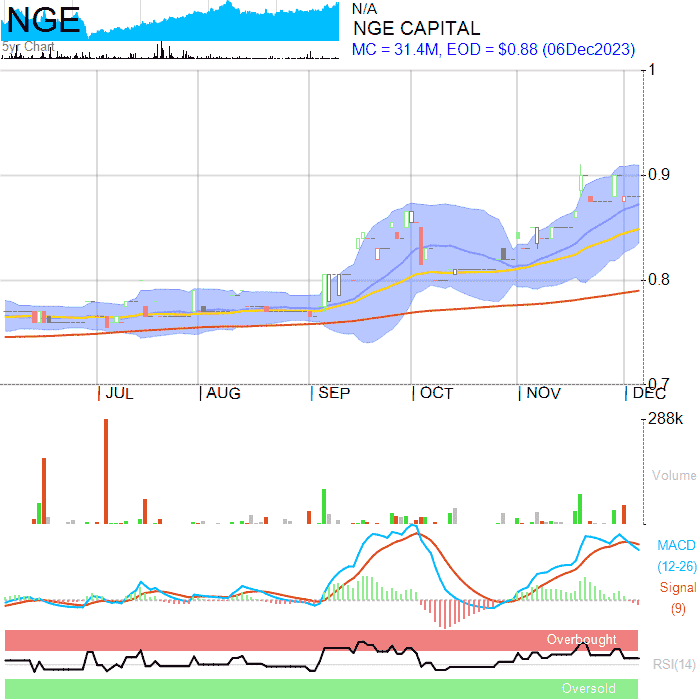 NGE
5yr Chart
N/A
NGE CAPITAL
MC = 31.4M, EOD = $0.88 (06Dec2023)
1
0.9
0.8
0.7
JUL
AUG
SEP
OCT
NOV
DEC
288k
Volume
MACD
(12-26)
Signal
(9)
Overbought
RSI(14)
Oversold